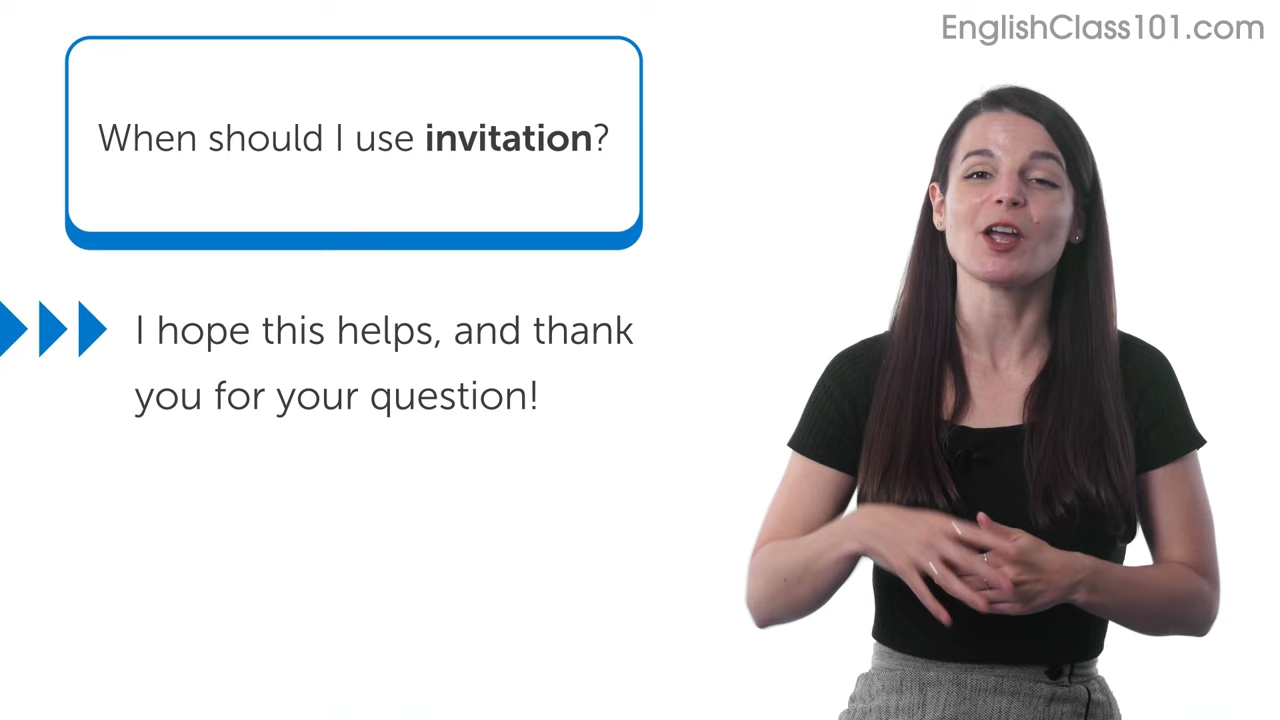 EnglishClass101.com
When should I use invitation?
I hope this helps, and thank
you for your question!